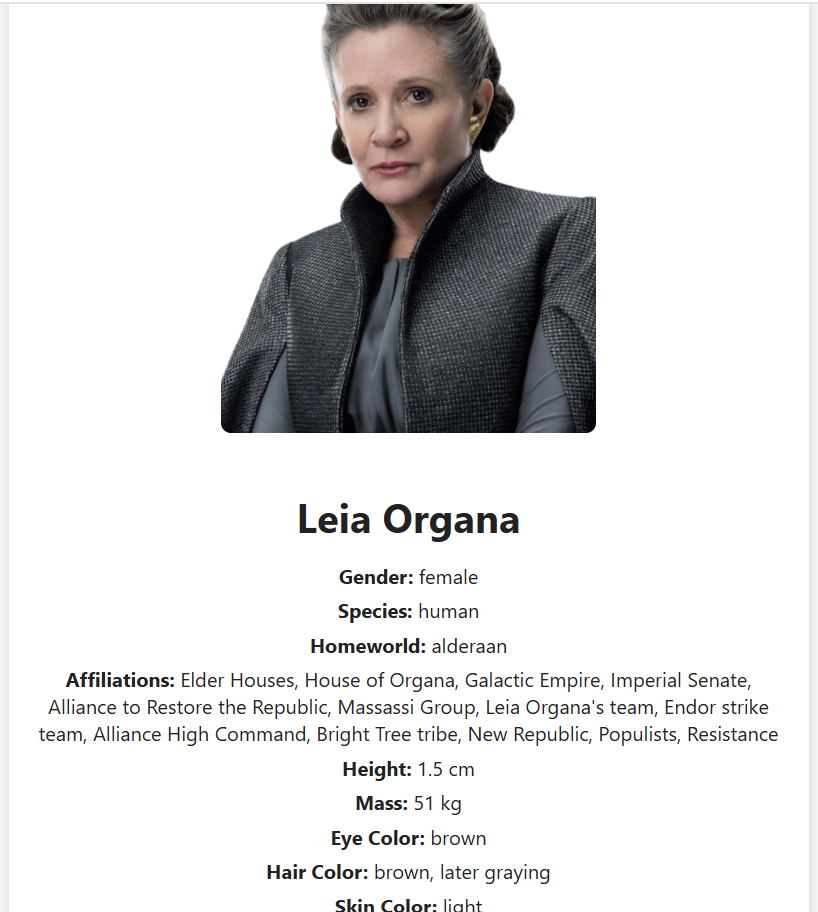 Leia Organa
Gender: female
Species: human
Homeworld: alderaan
Affiliations: Elder Houses, House of Organa, Galactic Empire, Imperial Senate,
Alliance to Restore the Republic, Massassi Group, Leia Organa's team, Endor strike
team, Alliance High Command, Bright Tree tribe, New Republic, Populists, Resistance
Height: 1.5 cm
Mass: 51 kg
Eye Color: brown
Hair Color: brown, later graying
Skin Color: light